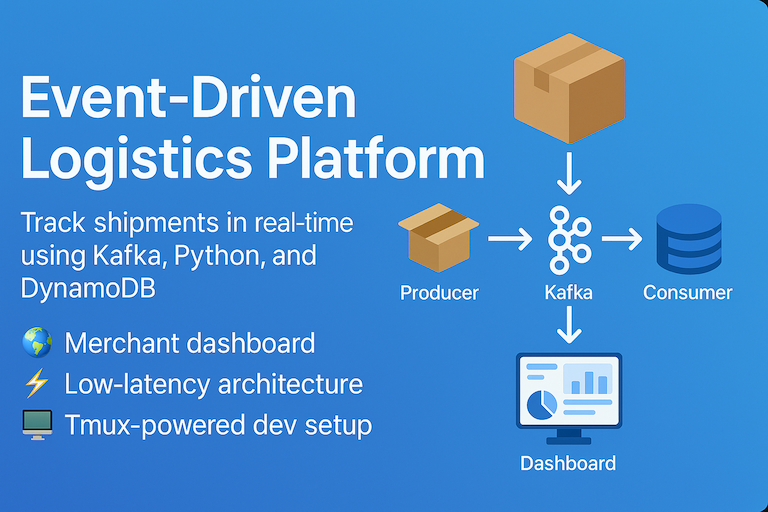 Event-Driven
Logistics Platform
Track shipments in real-time
using Kafka, Python, and
DynamoDB
Merchant dashboard
Low-latency architecture
Tmux-powered dev setup
Producer
Kafka
Consumer
Dashboard